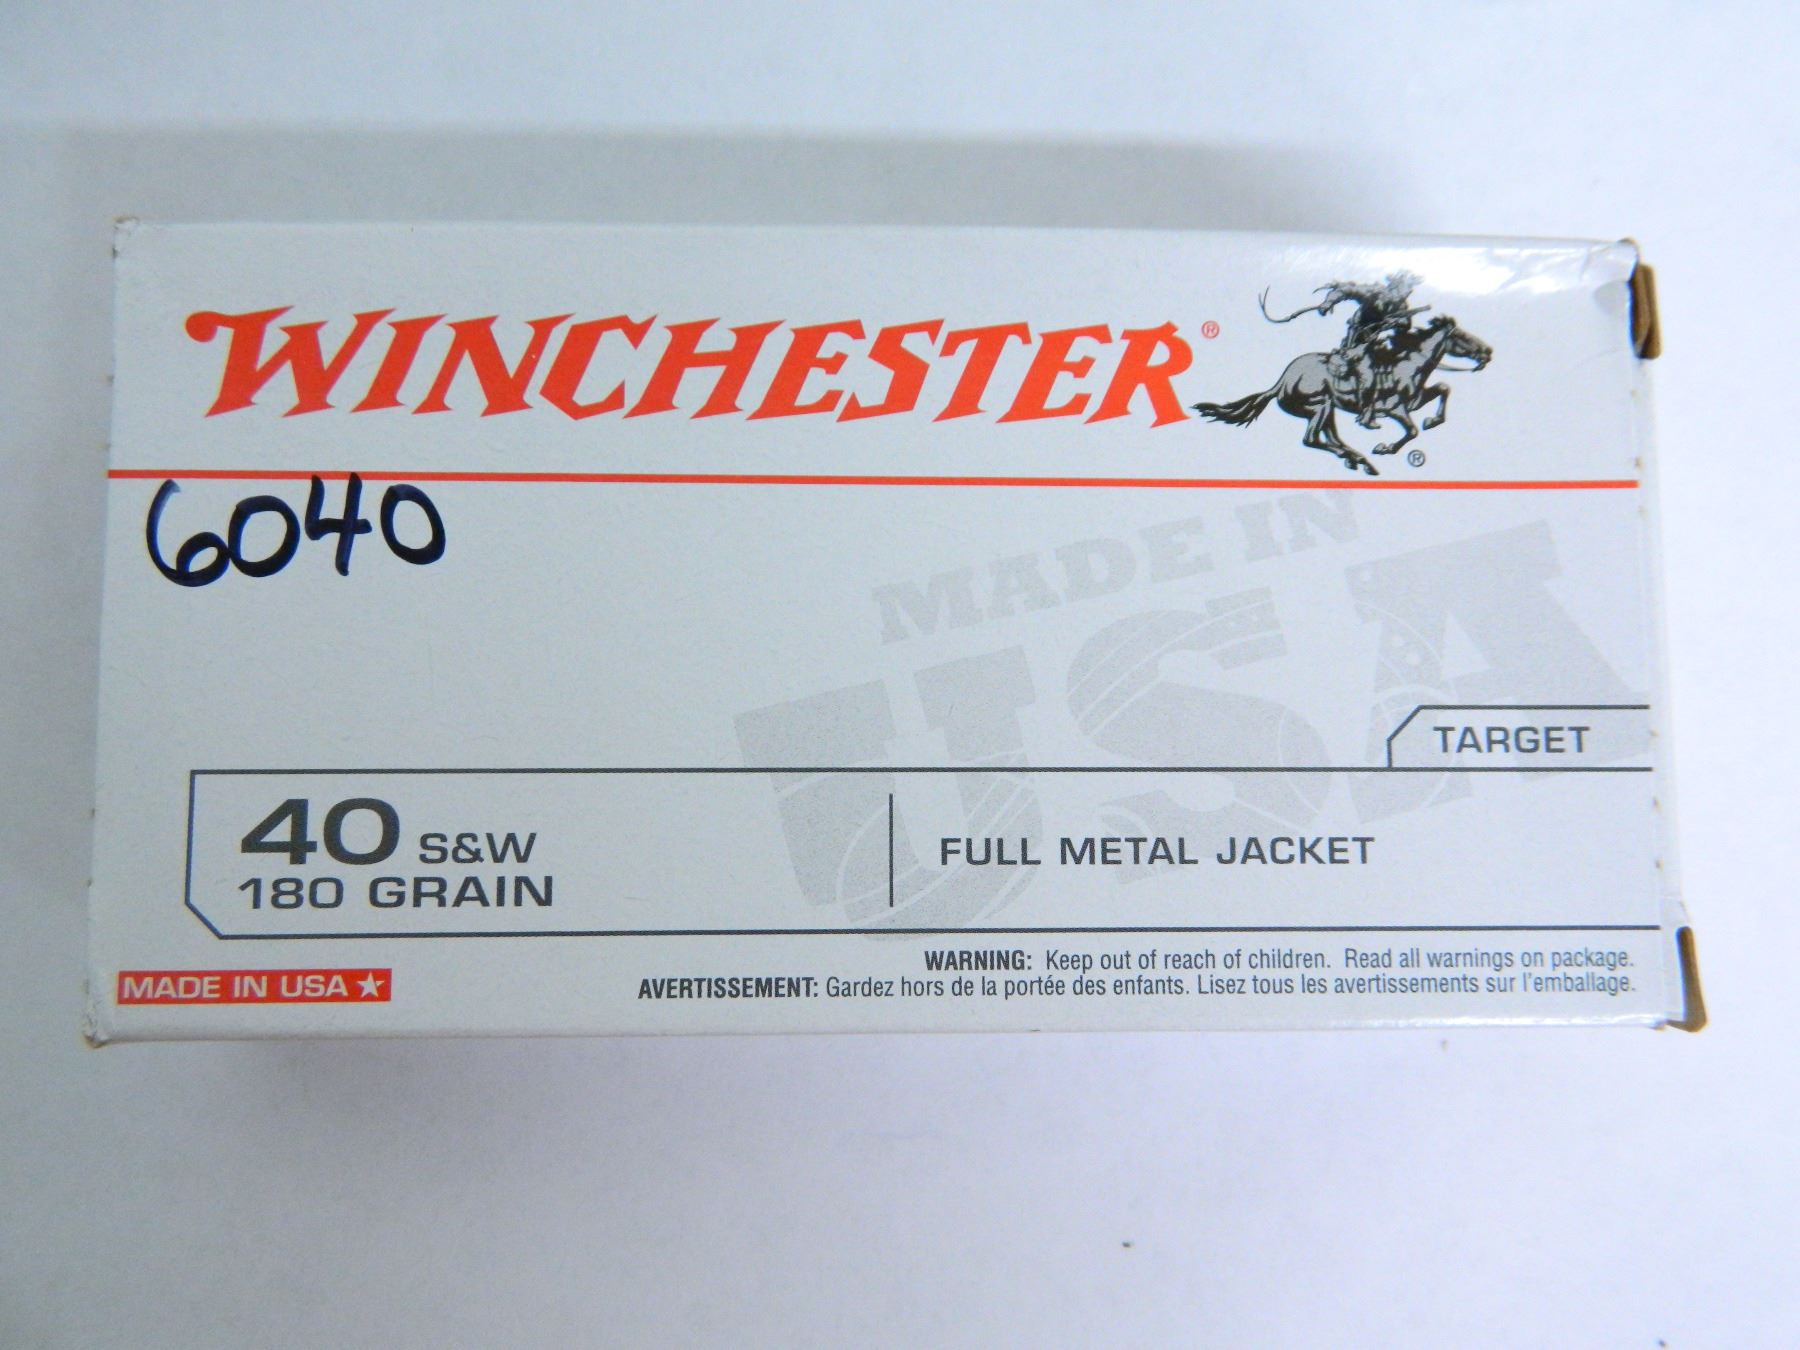 WINCHESTER®
®
6040
MADE IN
USA
TARGET
40 S&W
180 GRAIN
FULL METAL JACKET
WARNING: Keep out of reach of children. Read all warnings on package.
AVERTISSEMENT: Gardez hors de la portée des enfants. Lisez tous les avertissements sur l'emballage.
MADE IN USA ★